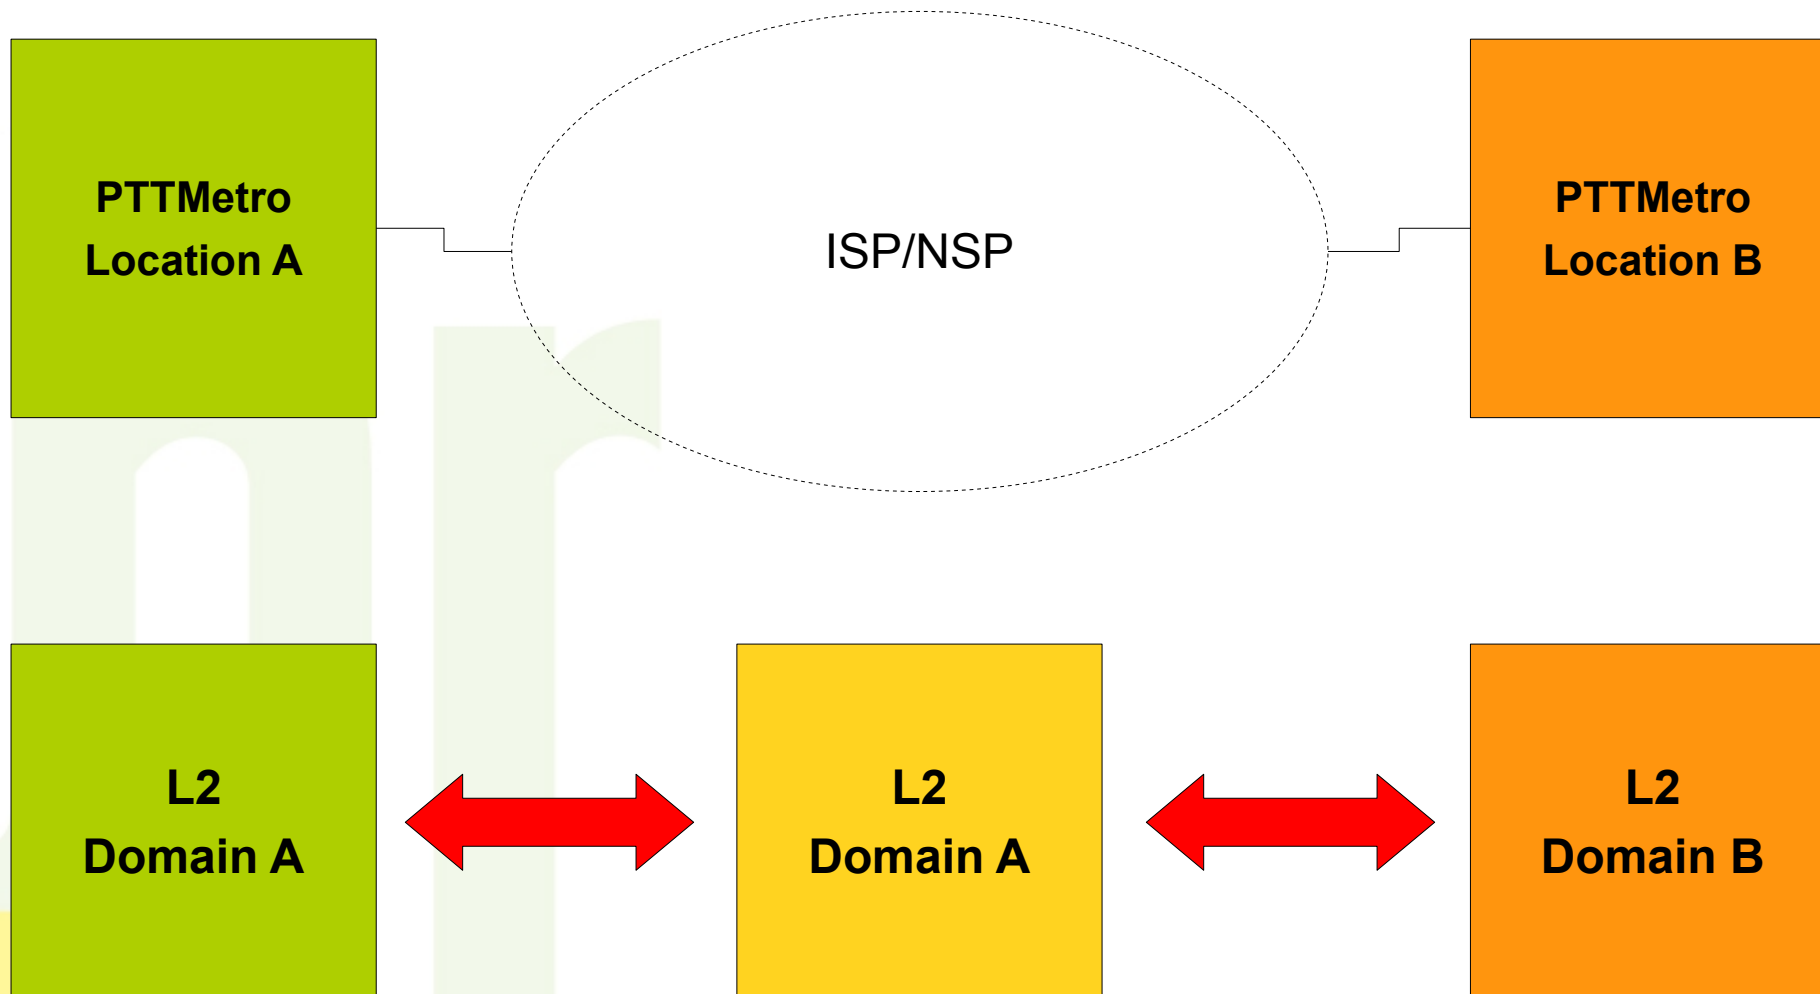 PTTMetro
Location A
ISP/NSP
PTTMetro
Location B
L2
Domain A
L2
Domain A
L2
Domain B